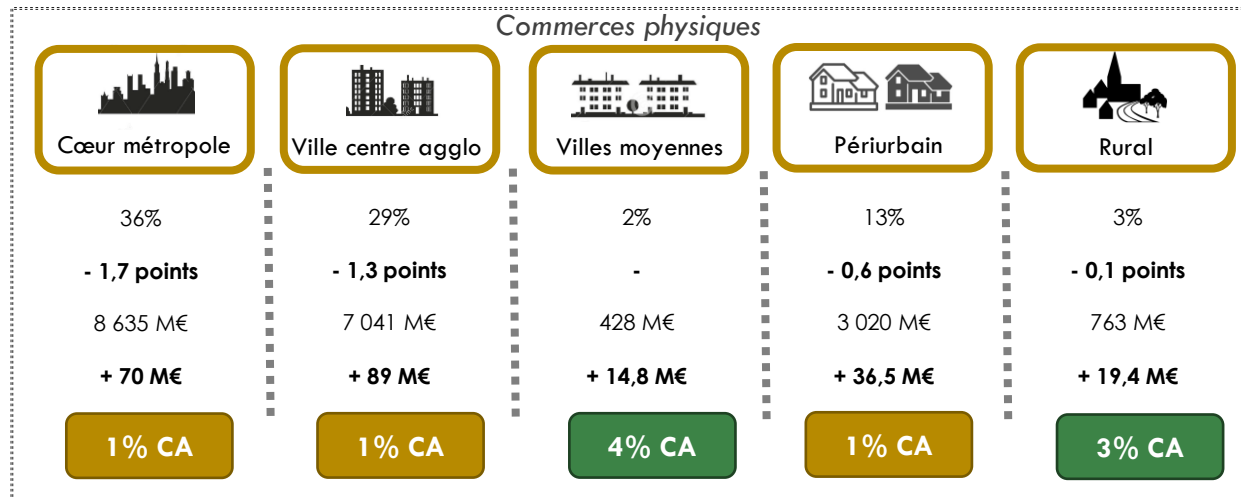 Commerces physiques
Cœur métropole
Ville centre agglo
Villes moyennes
Périurbain
Rural
36%
29%
2%
13%
3%
- 1,7 points
- 1,3 points
-
- 0,6 points
- 0,1 points
8 635 M€
7 041 M€
428 M€
3 020 M€
763 M€
+ 70 M€
+ 89 M€
+ 14,8 M€
+ 36,5 M€
+ 19,4 M€
1% CA
1% CA
4% CA
1% CA
3% CA